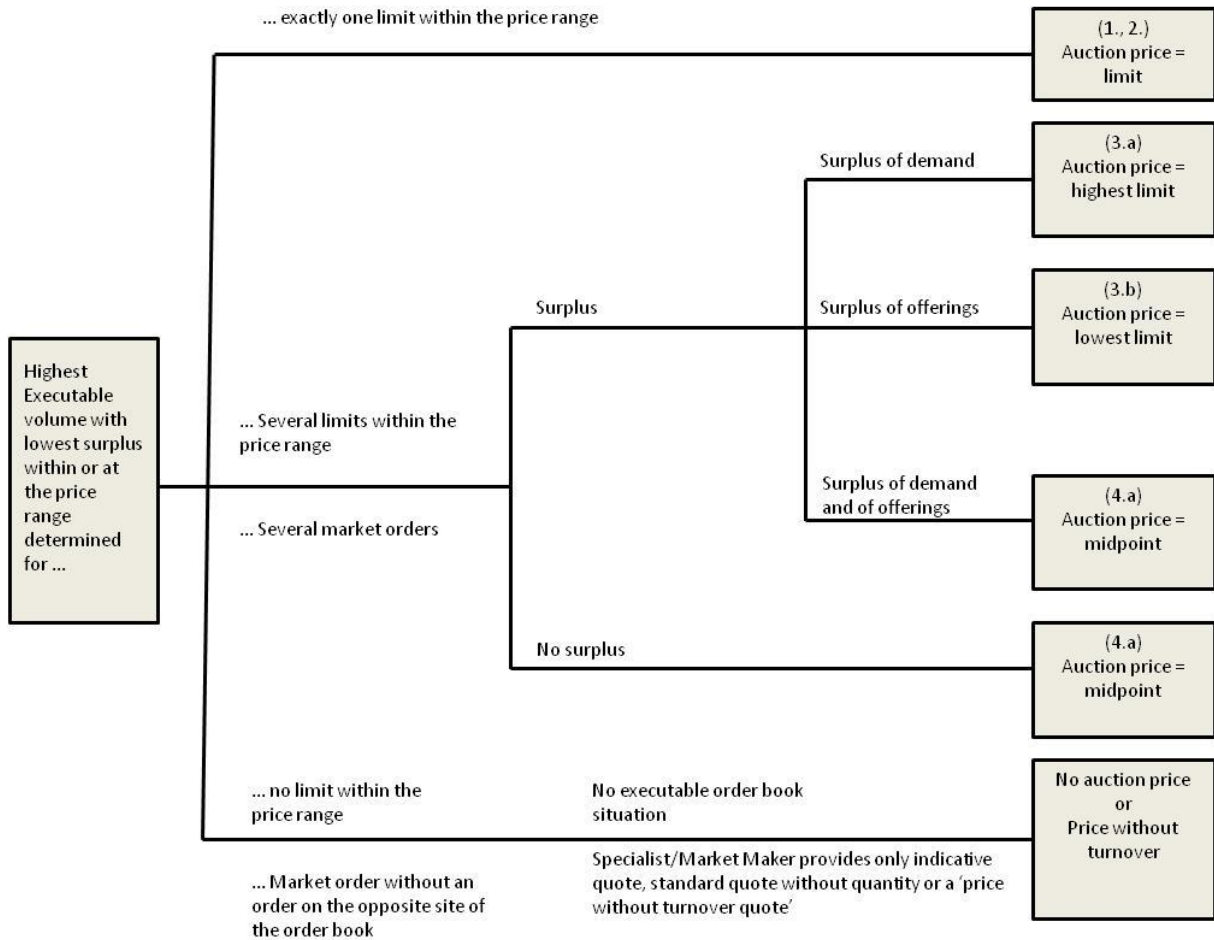 ... exactly one limit within the price range
(1., 2.)
Auction price =
limit
(3.a)
Auction price =
highest limit
Surplus of demand
(3.b)
Auction price =
lowest limit
Surplus
Surplus of offerings
Highest
Executable
volume with
lowest surplus
within or at
the price
range
determined
for ...
... Several limits within the
price range
... Several market orders
Surplus of demand
and of offerings
(4.a)
Auction price =
midpoint
No surplus
(4.a)
Auction price =
midpoint
... no limit within the
price range
No executable order book
situation
No auction price
or
Price without
turnover
... Market order without an
order on the opposite site of
the order book
Specialist/Market Maker provides only indicative
quote, standard quote without quantity or a ‘price
without turnover quote’